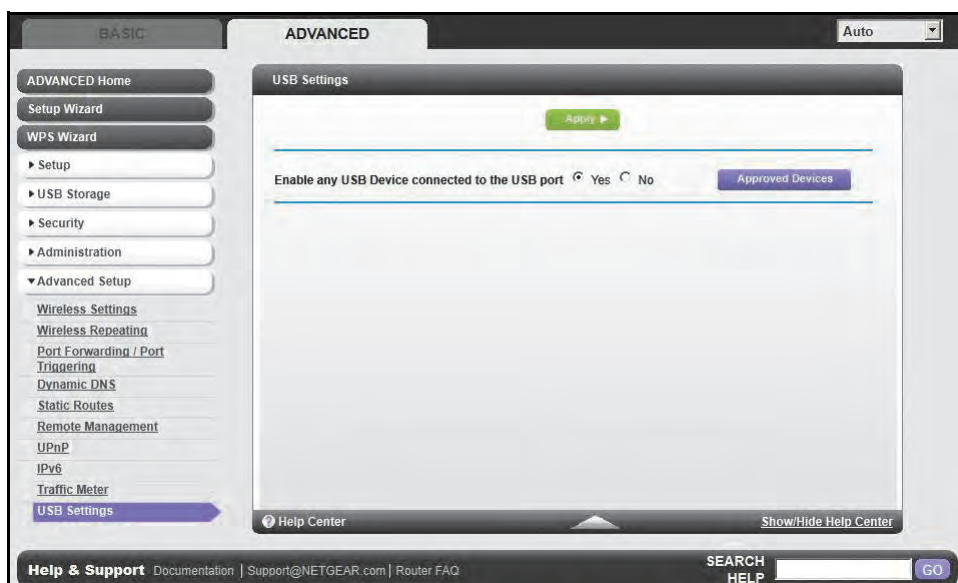 BASIC
ADVANCED
Auto
ADVANCED Home
Setup Wizard
WPS Wizard
Setup
USB Storage
Security
Administration
Advanced Setup
Wireless Settings
Wireless Repeating
Port Forwarding / Port
Triggering
Dynamic DNS
Static Routes
Remote Management
UPnP
IPv6
Traffic Meter
USB Settings
USB Settings
Apply
Enable any USB Device connected to the USB port Yes No
Approved Devices
Help Center
Show/Hide Help Center
Help & Support Documentation | Support@NETGEAR.com | Router FAQ
SEARCH
HELP
GO